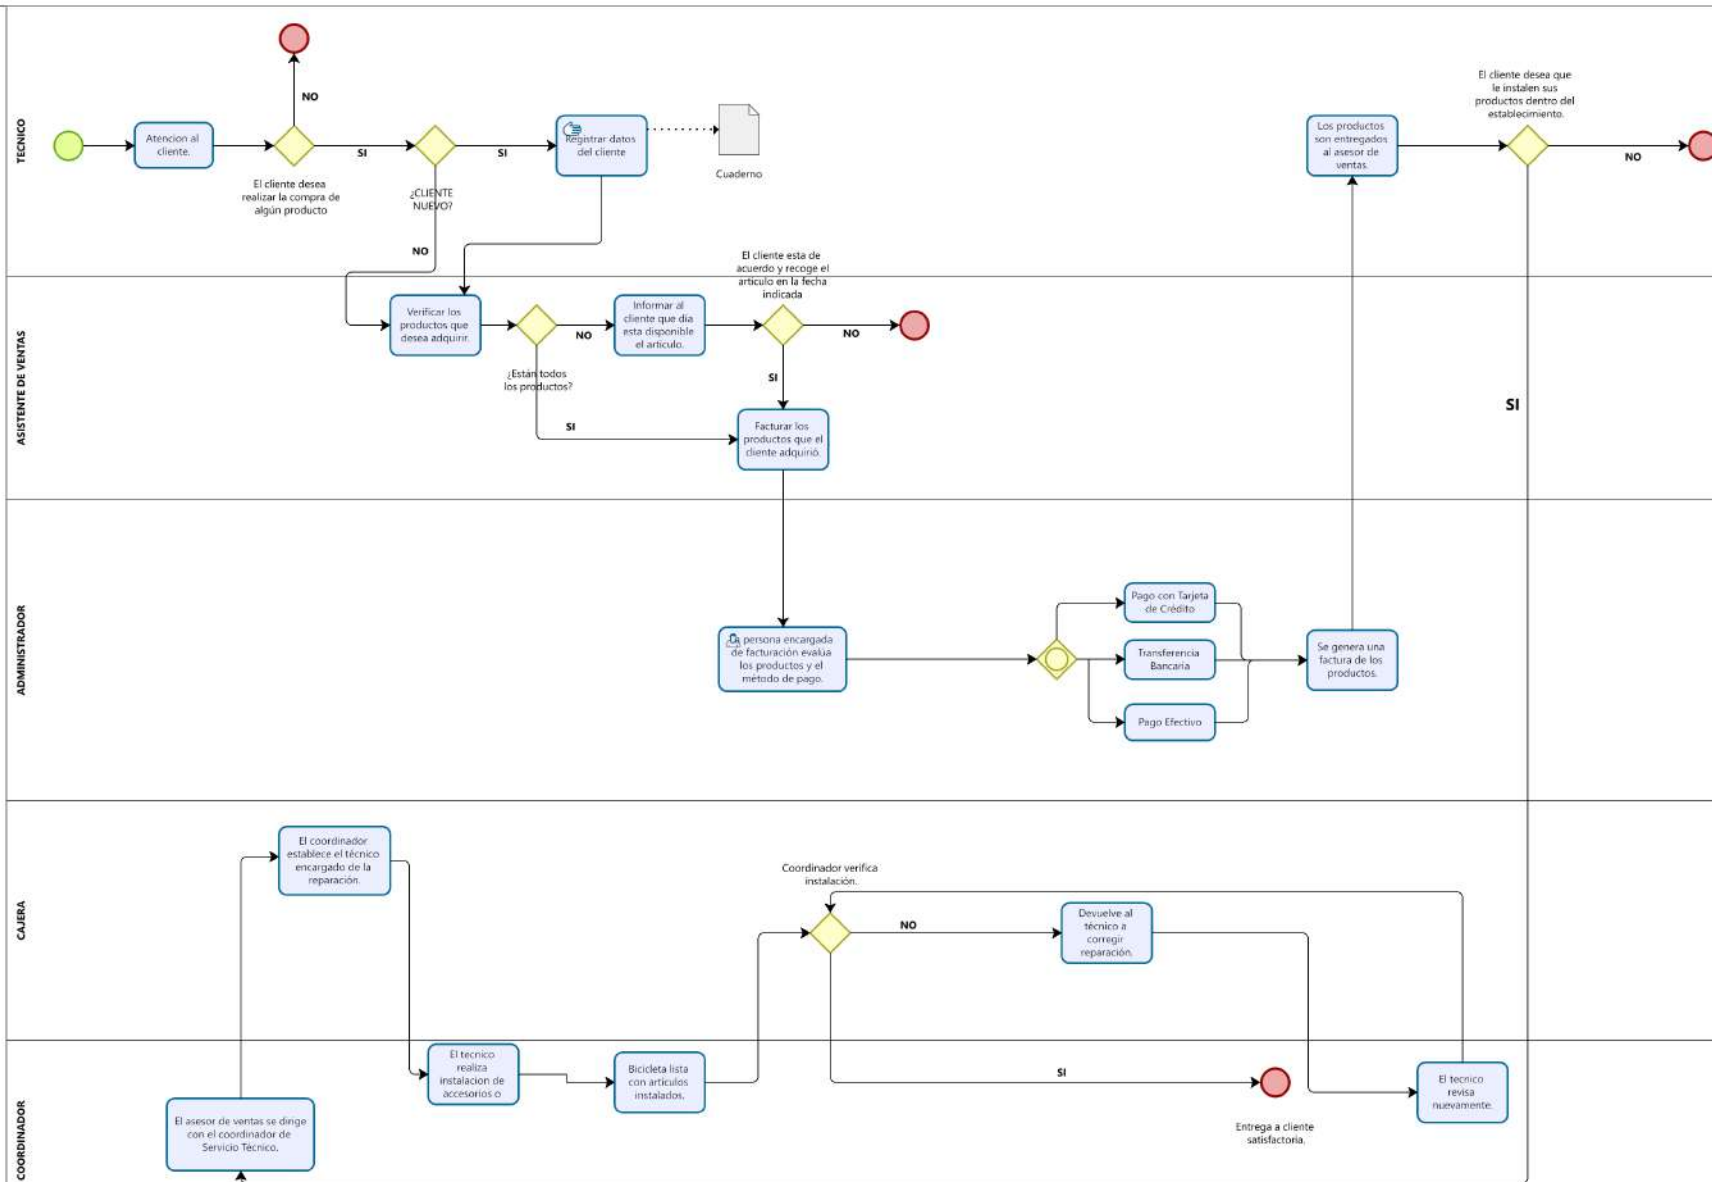 TECNICO
Atencion al
cliente.
NO
El cliente desea
realizar la compra de
algún producto
SI
¿CLIENTE
NUEVO?
SI
NO
Registrar datos
del cliente
Cuaderno
Los productos
son entregados
al asesor de
ventas.
El cliente desea que
le instalen sus
productos dentro del
establecimiento.
NO
SI
ASISTENTE DE VENTAS
Verificar los
productos que
desea adquirir.
¿Están todos
los productos?
NO
SI
Informar al
cliente que día
esta disponible
el artículo.
El cliente esta de
acuerdo y recoge el
artículo en la fecha
indicada
NO
SI
Facturar los
productos que el
cliente adquirió.
ADMINISTRADOR
La persona encargada
de facturación evalúa
los productos y el
método de pago.
Pago con Tarjeta
de Crédito
Transferencia
Bancaria
Pago Efectivo
Se genera una
factura de los
productos.
CAJERA
El coordinador
establece el técnico
encargado de la
reparación.
Coordinador verifica
instalación.
NO
Devuelve al
técnico a
corregir
reparación.
COORDINADOR
El asesor de ventas se dirige
con el coordinador de
Servicio Técnico.
El tecnico
realiza
instalacion de
accesorios o
Bicicleta lista
con artículos
instalados.
SI
Entrega a cliente
satisfactoria.
El tecnico
revisa
nuevamente.